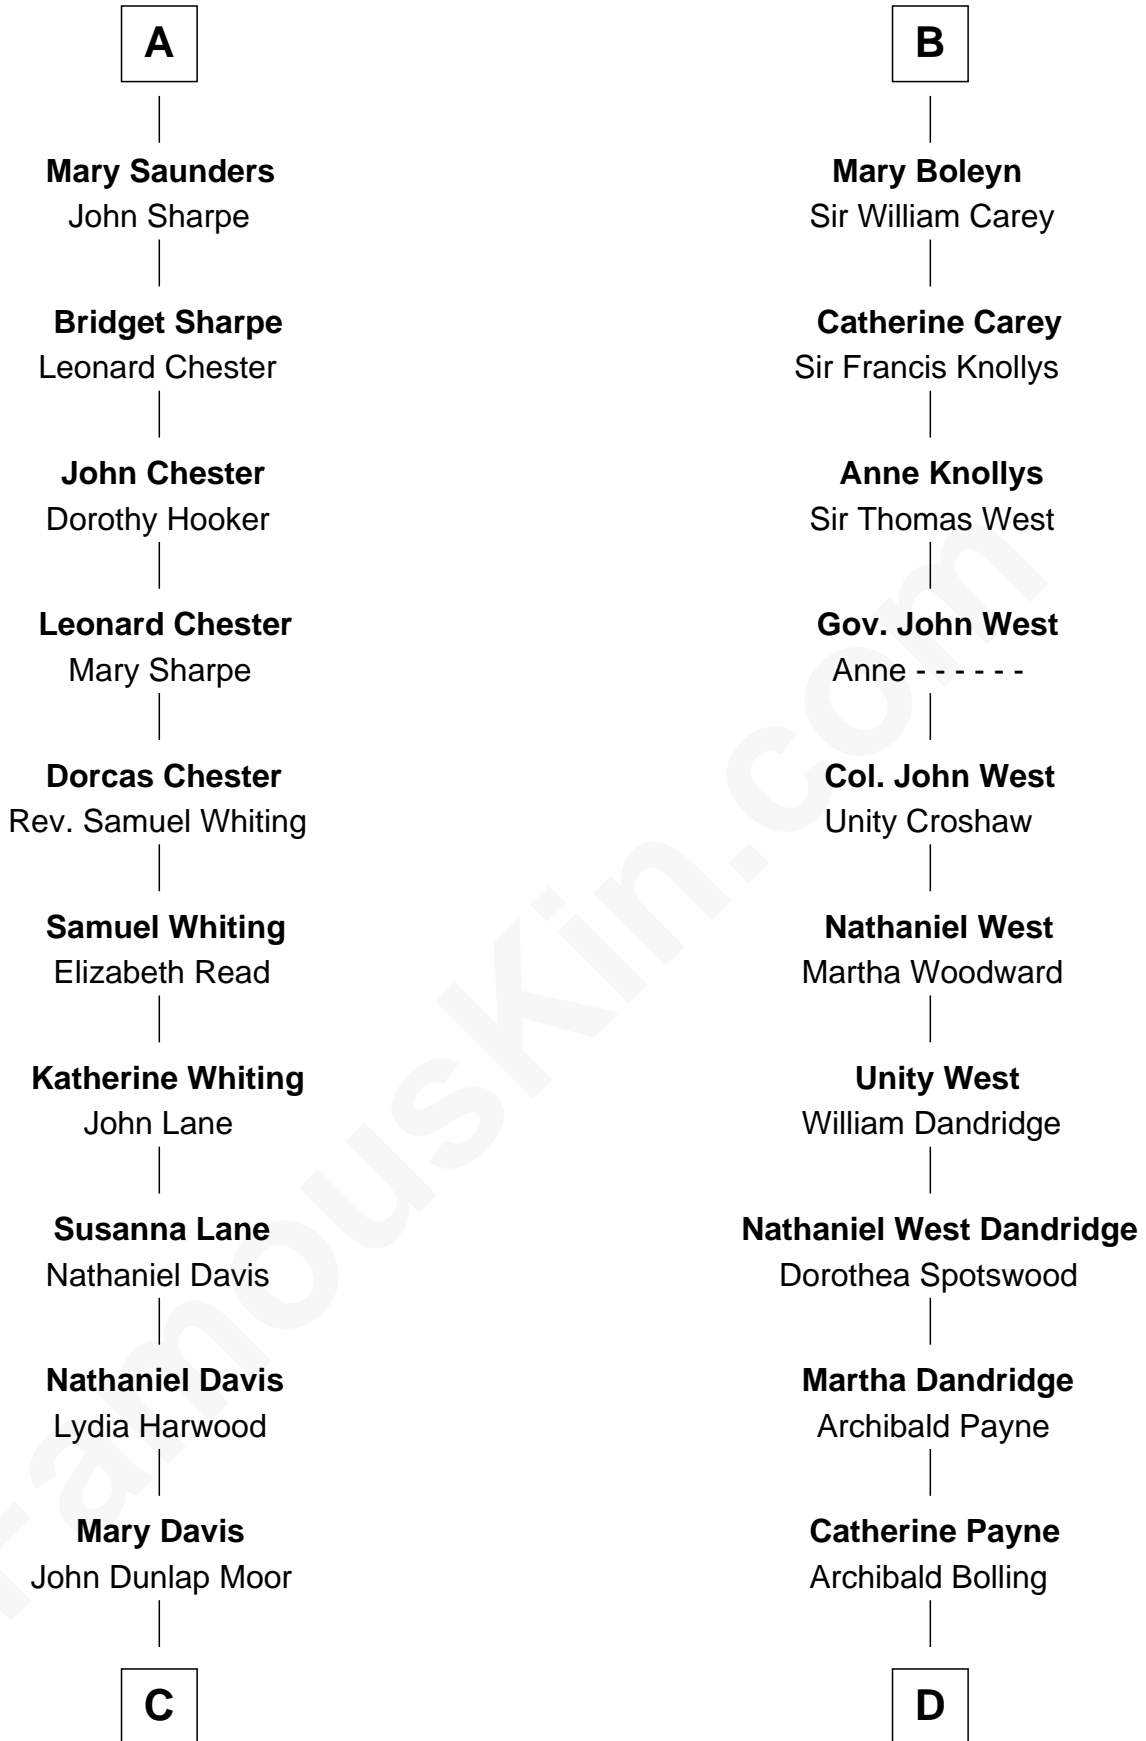 A
Mary Saunders
John Sharpe
Bridget Sharpe
Leonard Chester
John Chester
Dorothy Hooker
Leonard Chester
Mary Sharpe
Dorcas Chester
Rev. Samuel Whiting
Samuel Whiting
Elizabeth Read
Katherine Whiting
John Lane
Susanna Lane
Nathaniel Davis
Nathaniel Davis
Lydia Harwood
Mary Davis
John Dunlap Moor
C
B
Mary Boleyn
Sir William Carey
Catherine Carey
Sir Francis Knollys
Anne Knollys
Sir Thomas West
Gov. John West
Anne - - - - - -
Col. John West
Unity Croshaw
Nathaniel West
Martha Woodward
Unity West
William Dandridge
Nathaniel West Dandridge
Dorothea Spotswood
Martha Dandridge
Archibald Payne
Catherine Payne
Archibald Bolling
D
FamousKin.com